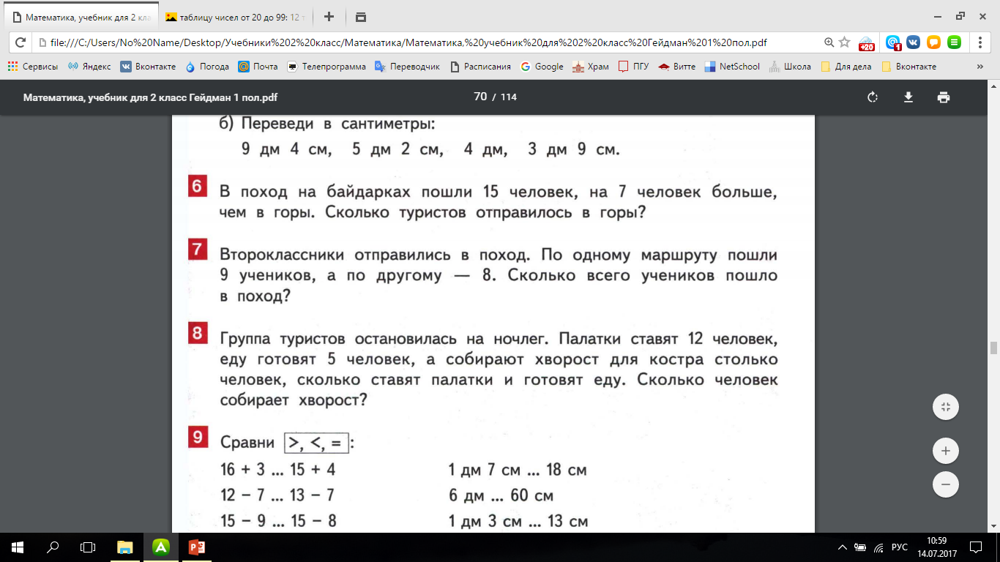 Математика, учебник для 2 кла
таблицу чисел от 20 до 99: 12 т
file:///C:/Users/No%20Name/Desktop/Учебники%202%20класс/Математика/Математика,%20учебник%20для%202%20класс%20Гейдман%201%20пол.pdf
+20
1
Сервисы Яндекс Вконтакте Погода Почта Телепрограмма Переводчик Расписания Google Храм ПГУ Витте NetSchool Школа Для дела Вконтакте »
Математика, учебник для 2 класс Гейдман 1 пол.pdf 70 / 114
б) Переведи в сантиметры:
9 дм 4 см, 5 дм 2 см, 4 дм, 3 дм 9 см.
6 В поход на байдарках пошли 15 человек, на 7 человек больше,
чем в горы. Сколько туристов отправилось в горы?
7 Второклассники отправились в поход. По одному маршруту пошли
9 учеников, а по другому — 8. Сколько всего учеников пошло
в поход?
8 Группа туристов остановилась на ночлег. Палатки ставят 12 человек,
еду готовят 5 человек, а собирают хворост для костра столько
человек, сколько ставят палатки и готовят еду. Сколько человек
собирает хворост?
9 Сравни >, <, = :
16 + 3 ... 15 + 4 1 дм 7 см ... 18 см
12 − 7 ... 13 − 7 6 дм ... 60 см
15 − 9 ... 15 − 8 1 дм 3 см ... 13 см
РУС
10:59
14.07.2017